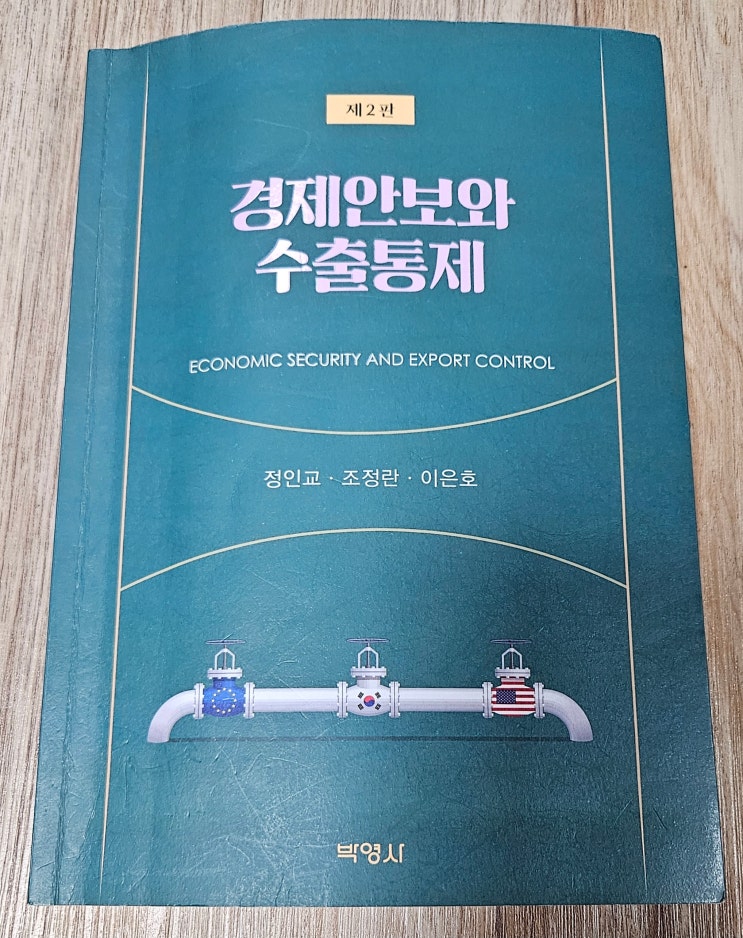 제2판
경제안보와
수출통제
ECONOMIC SECURITY AND EXPORT CONTROL
정인교 · 조정란 · 이은호
박영사